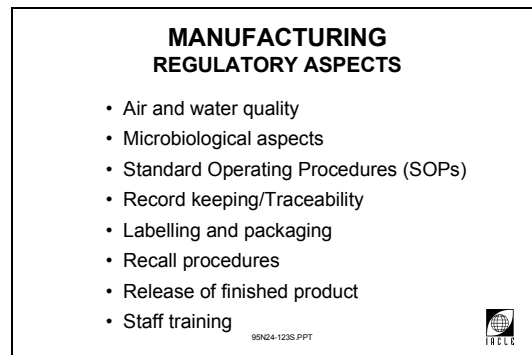 MANUFACTURING
REGULATORY ASPECTS
• Air and water quality
• Microbiological aspects
• Standard Operating Procedures (SOPs)
• Record keeping/Traceability
• Labelling and packaging
• Recall procedures
• Release of finished product
• Staff training
95N24-123S.PPT
IACLE